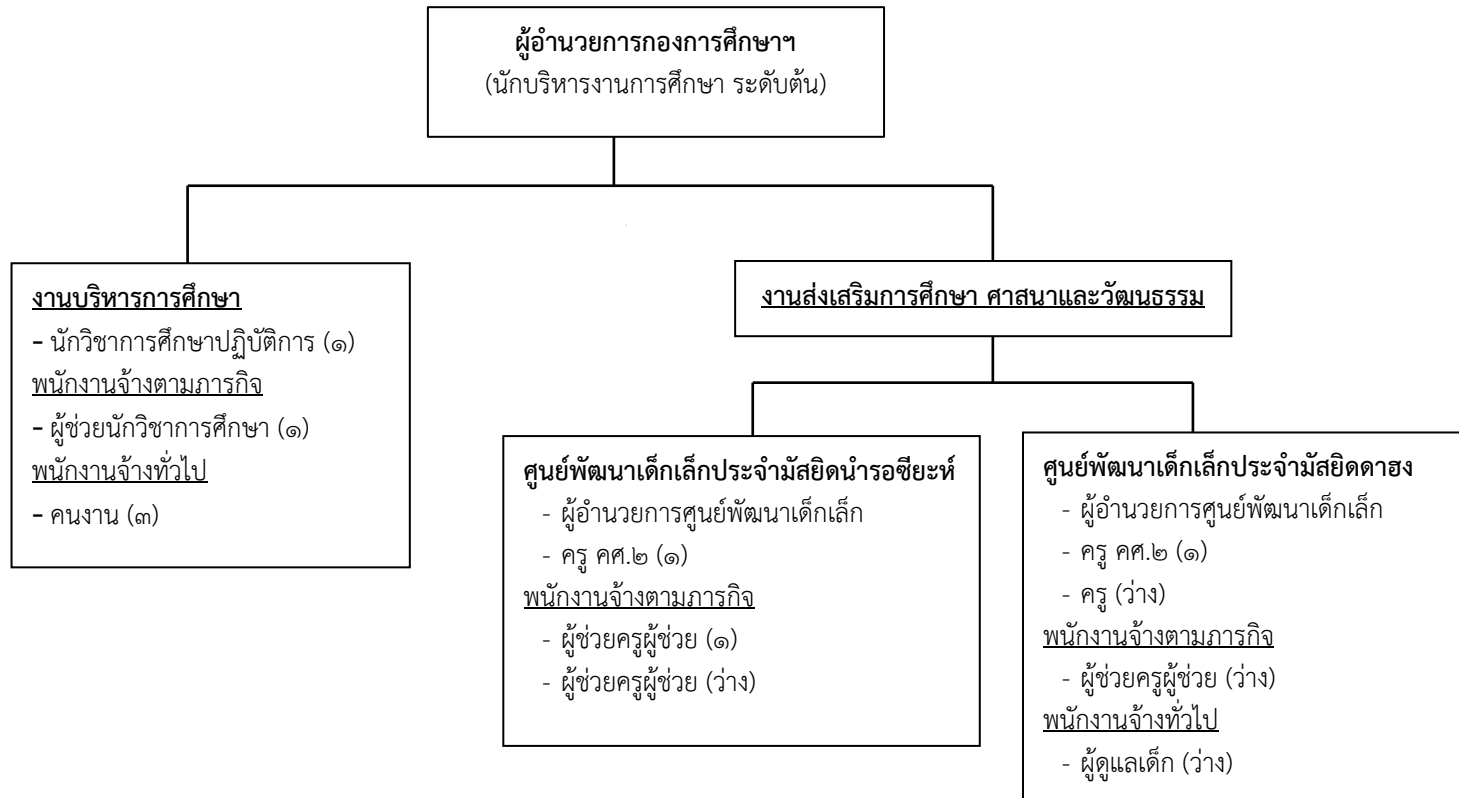 ผู้อำนวยการกองการศึกษาฯ
(นักบริหารงานการศึกษา ระดับต้น)
งานบริหารการศึกษา
- นักวิชาการศึกษาปฏิบัติการ (๑)
พนักงานจ้างตามภารกิจ
- ผู้ช่วยนักวิชาการศึกษา (๑)
พนักงานจ้างทั่วไป
- คนงาน (๓)
งานส่งเสริมการศึกษา ศาสนาและวัฒนธรรม
ศูนย์พัฒนาเด็กเล็กประจำมัสยิดนำรอซียะห์
- ผู้อำนวยการศูนย์พัฒนาเด็กเล็ก
- ครู คศ.๒ (๑)
พนักงานจ้างตามภารกิจ
- ผู้ช่วยครูผู้ช่วย (๑)
- ผู้ช่วยครูผู้ช่วย (ว่าง)
ศูนย์พัฒนาเด็กเล็กประจำมัสยิดดาฮง
- ผู้อำนวยการศูนย์พัฒนาเด็กเล็ก
- ครู คศ.๒ (๑)
- ครู (ว่าง)
พนักงานจ้างตามภารกิจ
- ผู้ช่วยครูผู้ช่วย (ว่าง)
พนักงานจ้างทั่วไป
- ผู้ดูแลเด็ก (ว่าง)